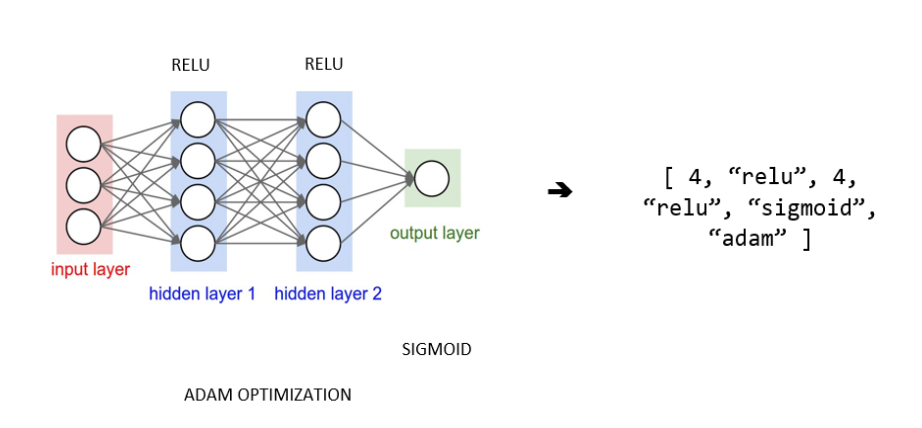 RELU
RELU
[ 4, “relu”, 4,
“relu”, “sigmoid”,
“adam” ]
output layer
input layer
hidden layer 1
hidden layer 2
SIGMOID
ADAM OPTIMIZATION